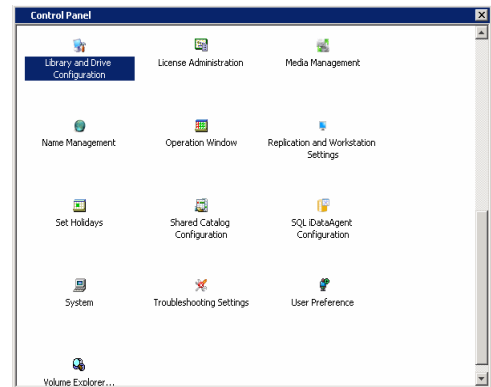 Control Panel
Library and Drive
Configuration
License Administration
Media Management
Name Management
Operation Window
Replication and Workstation
Settings
Set Holidays
Shared Catalog
Configuration
SQL iDataAgent
Configuration
System
Troubleshooting Settings
User Preference
Volume Explorer...